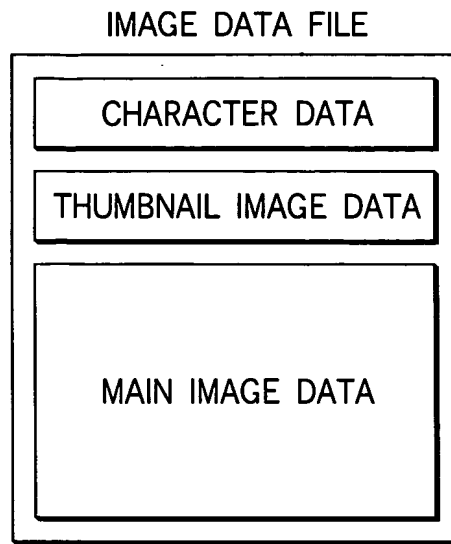 IMAGE DATA FILE
CHARACTER DATA
THUMBNAIL IMAGE DATA
MAIN IMAGE DATA